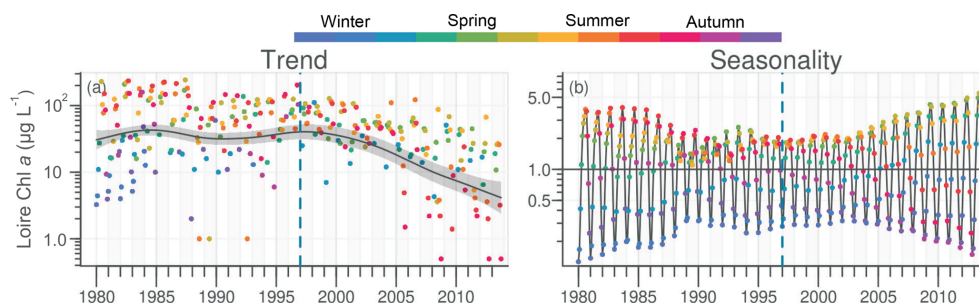 Winter Spring Summer Autumn
Trend Seasonality
(a) (b)
Loire Chl a (µg L⁻¹)
10² 5.0
10 1.0
0.5
1.0
1980 1985 1990 1995 2000 2005 2010 1980 1985 1990 1995 2000 2005 2010